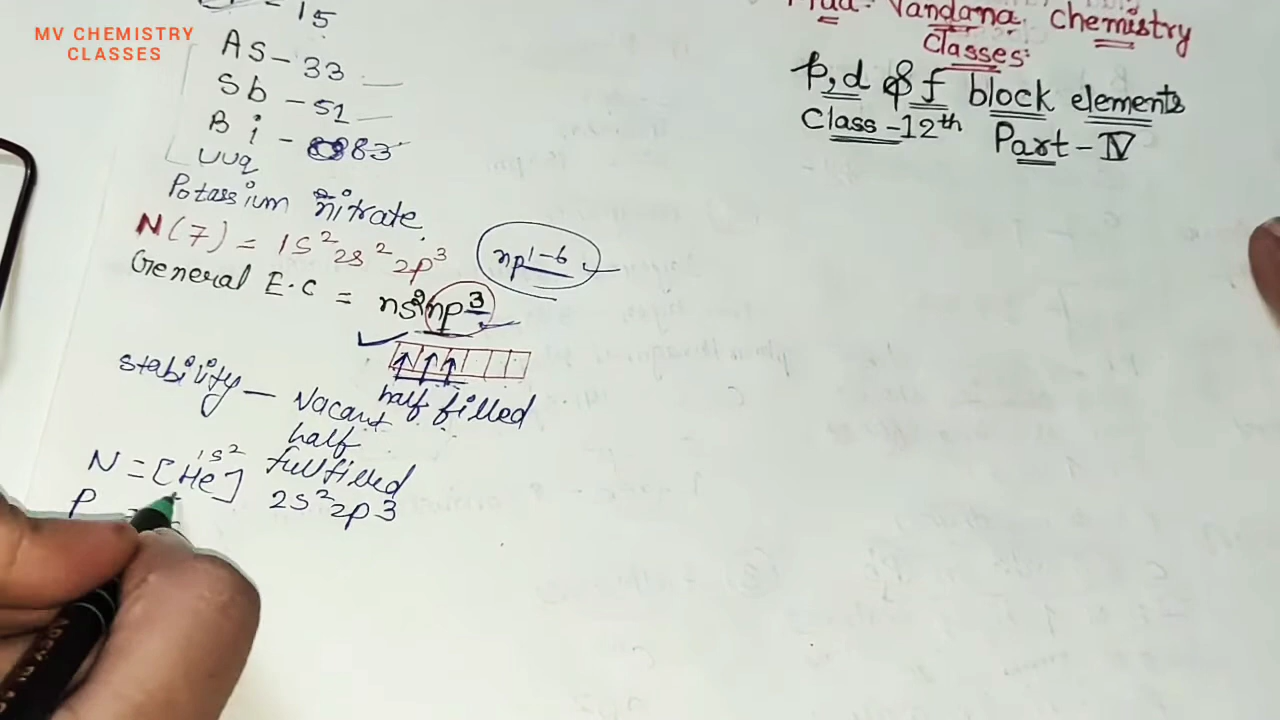 MV CHEMISTRY
CLASSES
- 15
As - 33
Sb - 51
Bi - 83
Uuq
Potassium nitrate
N(7) = 1s² 2s² 2p³
np1-6
General E.C = ns² np3
half filled
stability - Vacant
half
fulfilled
N = [He] 2s² 2p3
1s²
P =
Vandana chemistry
Classes:
p,d & f block elements
Class-12th Part-IV